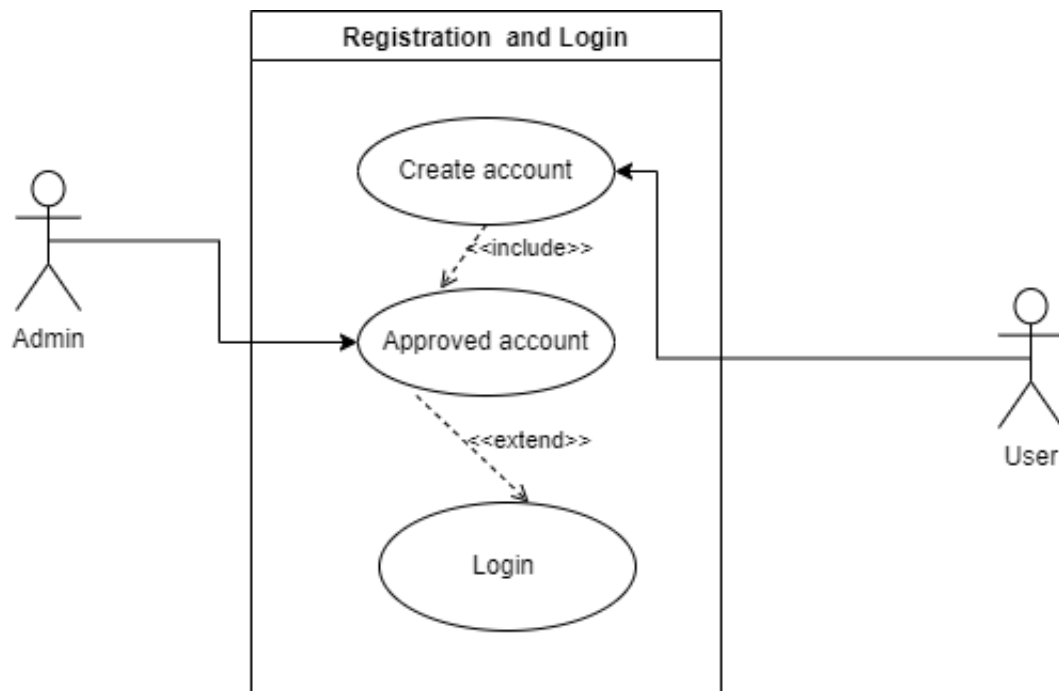 Registration and Login
Create account
<<include>>
Admin
Approved account
<<extend>>
User
Login